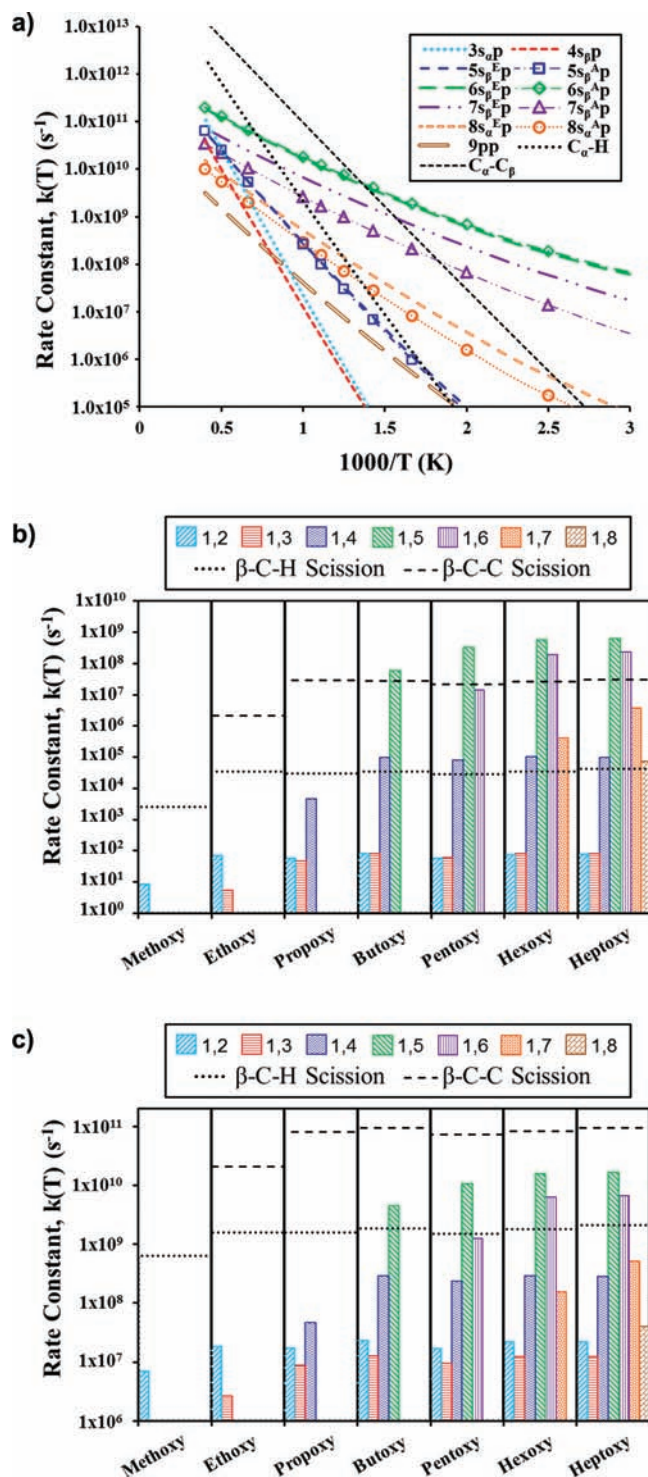 a)
1.0x10¹³
1.0x10¹²
1.0x10¹¹
1.0x10¹⁰
1.0x10⁹
1.0x10⁸
1.0x10⁷
1.0x10⁶
1.0x10⁵
Rate Constant, k(T) (s⁻¹)
3sαp 4sβp
5sβᴱp 5sβᴬp
6sβᴱp 6sβᴬp
7sβᴱp 7sβᴬp
8sαᴱp 8sαᴬp
9pp Cα-H
Cα-Cβ
0 0.5 1 1.5 2 2.5 3
1000/T (K)
b)
1,2 1,3 1,4 1,5 1,6 1,7 1,8
β-C-H Scission β-C-C Scission
1x10¹⁰
1x10⁹
1x10⁸
1x10⁷
1x10⁶
1x10⁵
1x10⁴
1x10³
1x10²
1x10¹
1x10⁰
Rate Constant, k(T) (s⁻¹)
Methoxy Ethoxy Propoxy Butoxy Pentoxy Hexoxy Heptoxy
c)
1,2 1,3 1,4 1,5 1,6 1,7 1,8
β-C-H Scission β-C-C Scission
1x10¹¹
1x10¹⁰
1x10⁹
1x10⁸
1x10⁷
1x10⁶
Rate Constant, k(T) (s⁻¹)
Methoxy Ethoxy Propoxy Butoxy Pentoxy Hexoxy Heptoxy